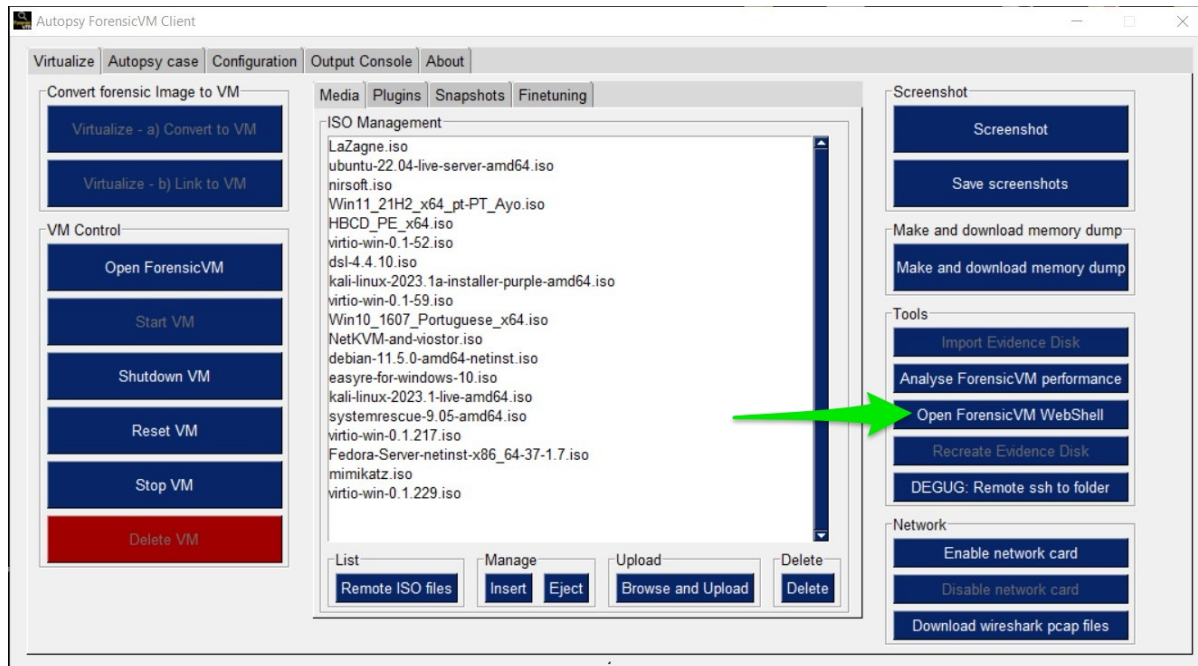 Autopsy ForensicVM Client
Virtualize Autopsy case Configuration Output Console About
Convert forensic Image to VM
Virtualize - a) Convert to VM
Virtualize - b) Link to VM
VM Control
Open ForensicVM
Start VM
Shutdown VM
Reset VM
Stop VM
Delete VM
Media Plugins Snapshots Finetuning
ISO Management
LaZagne.iso
ubuntu-22.04-live-server-amd64.iso
nirsoft.iso
Win11_21H2_x64_pt-PT_Ayo.iso
HBCD_PE_x64.iso
virtio-win-0.1-52.iso
dsl-4.4.10.iso
kali-linux-2023.1a-installer-purple-amd64.iso
virtio-win-0.1-59.iso
Win10_1607_Portuguese_x64.iso
NetKVM-and-viostor.iso
debian-11.5.0-amd64-netinst.iso
easyre-for-windows-10.iso
kali-linux-2023.1-live-amd64.iso
systemrescue-9.05-amd64.iso
virtio-win-0.1.217.iso
Fedora-Server-netinst-x86_64-37-1.7.iso
mimikatz.iso
virtio-win-0.1.229.iso
List
Remote ISO files
Manage
Insert Eject
Upload
Browse and Upload
Delete
Delete
Screenshot
Screenshot
Save screenshots
Make and download memory dump
Make and download memory dump
Tools
Import Evidence Disk
Analyse ForensicVM performance
Open ForensicVM WebShell
Recreate Evidence Disk
DEGUG: Remote ssh to folder
Network
Enable network card
Disable network card
Download wireshark pcap files